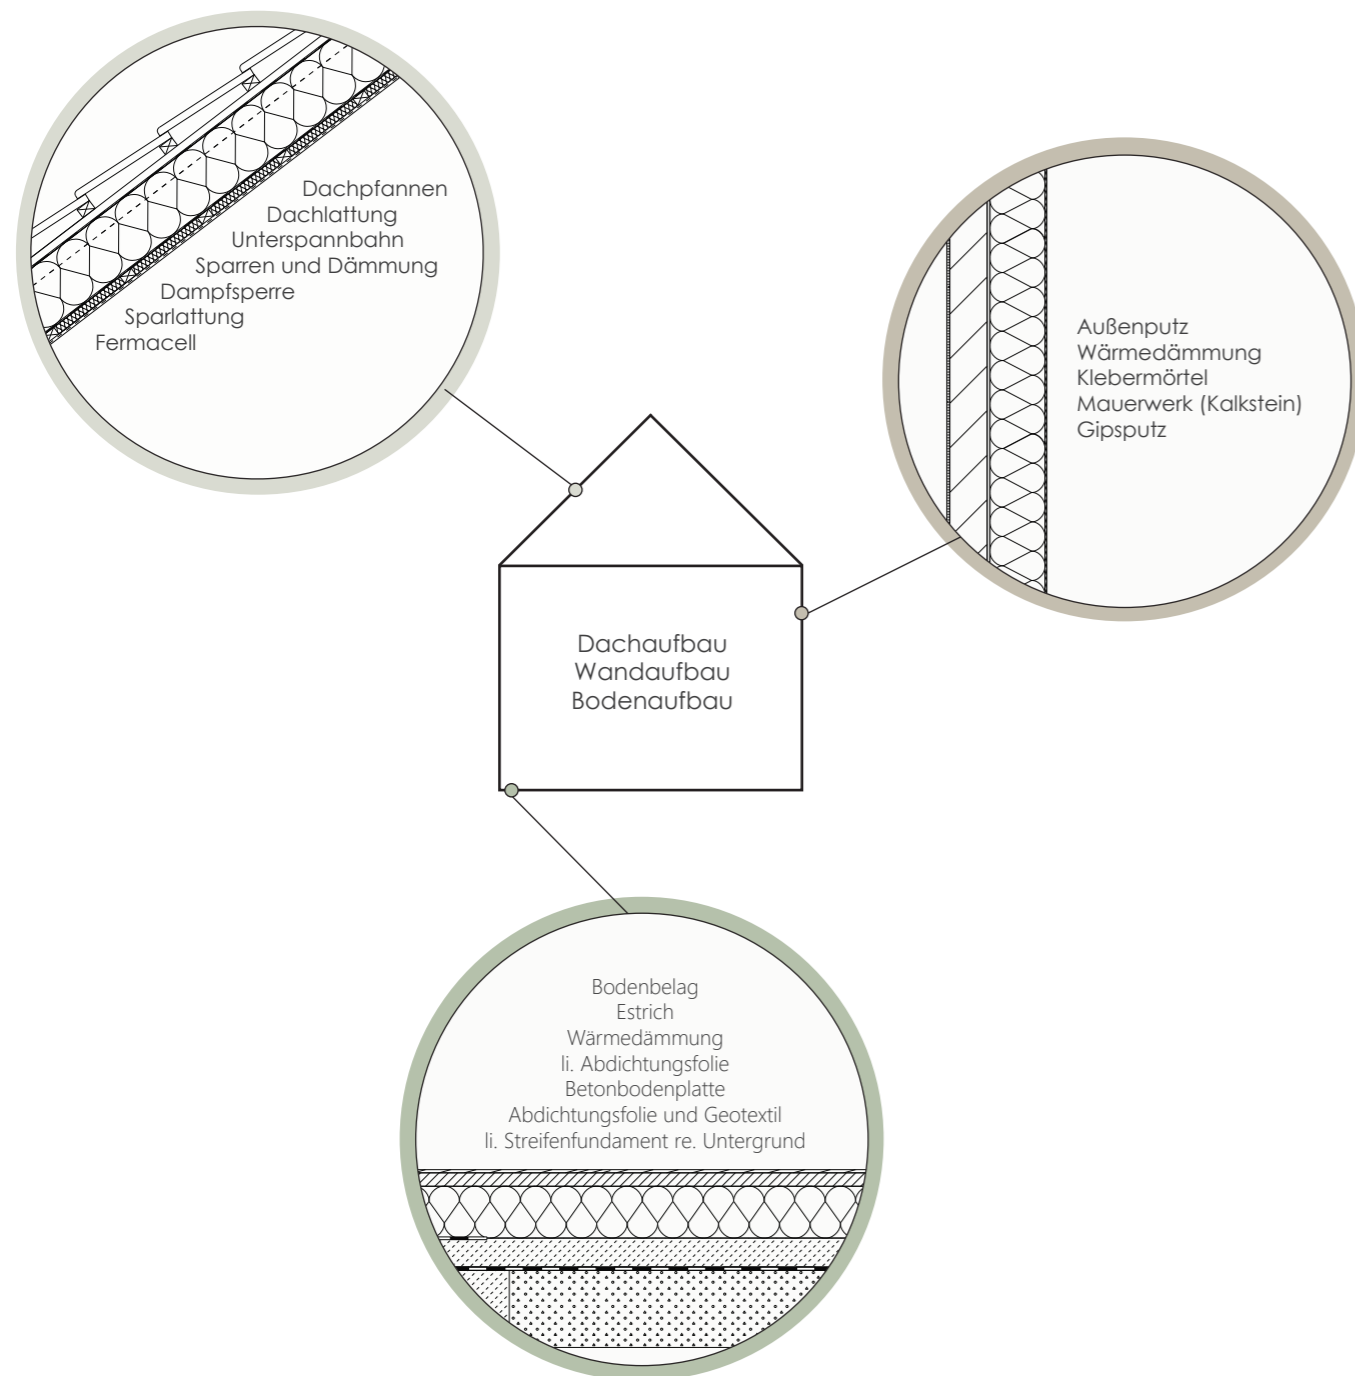 Dachpfannen
Dachlattung
Unterspannbahn
Sparren und Dämmung
Dampfsperre
Sparlattung
Fermacell
Außenputz
Wärmedämmung
Klebermörtel
Mauerwerk (Kalkstein)
Gipsputz
Dachaufbau
Wandaufbau
Bodenaufbau
Bodenbelag
Estrich
Wärmedämmung
li. Abdichtungsfolie
Betonbodenplatte
Abdichtungsfolie und Geotextil
li. Streifenfundament re. Untergrund